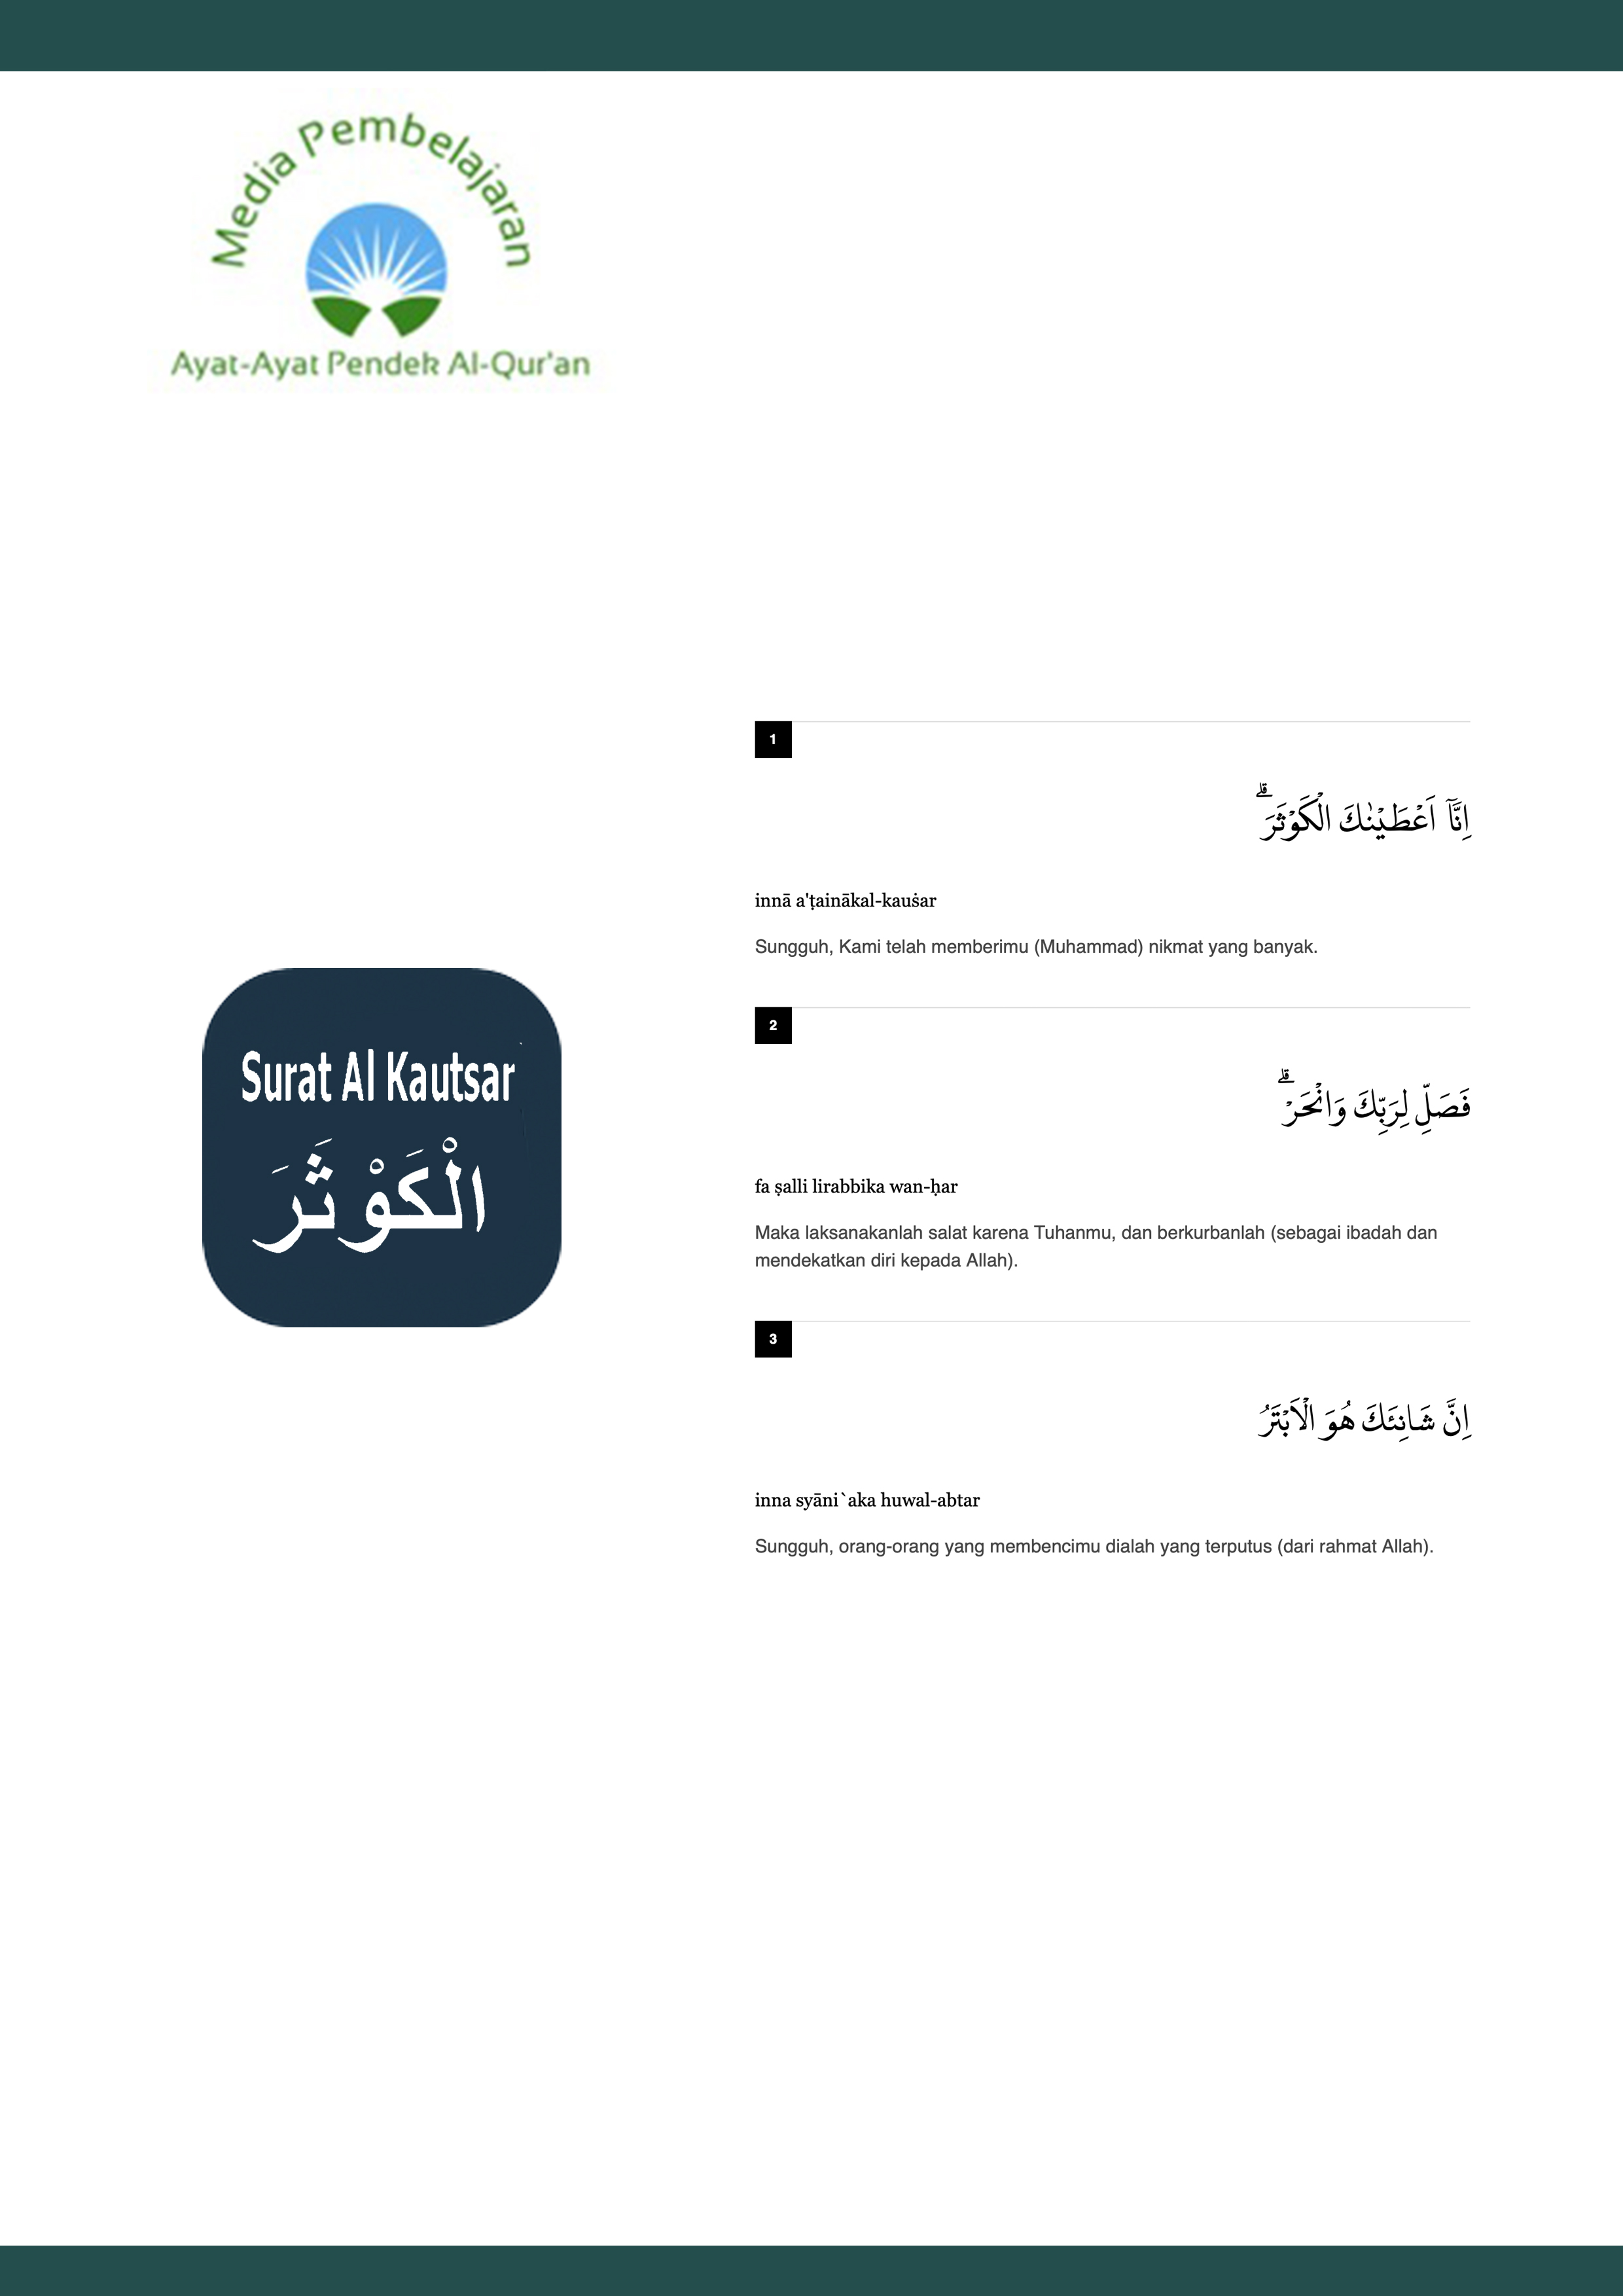 Media Pembelajaran
Ayat-Ayat Pendek Al-Qur'an
Surat Al Kautsar
الْكَوْثَرَ
1
اِنَّآ اَعْطَيْنٰكَ الْكَوْثَرَۗ
innā a'ṭainākal-kauṡar
Sungguh, Kami telah memberimu (Muhammad) nikmat yang banyak.
2
فَصَلِّ لِرَبِّكَ وَانْحَرْۗ
fa ṣalli lirabbika wan-ḥar
Maka laksanakanlah salat karena Tuhanmu, dan berkurbanlah (sebagai ibadah dan
mendekatkan diri kepada Allah).
3
اِنَّ شَانِئَكَ هُوَ الْاَبْتَرُ
inna syāni`aka huwal-abtar
Sungguh, orang-orang yang membencimu dialah yang terputus (dari rahmat Allah).